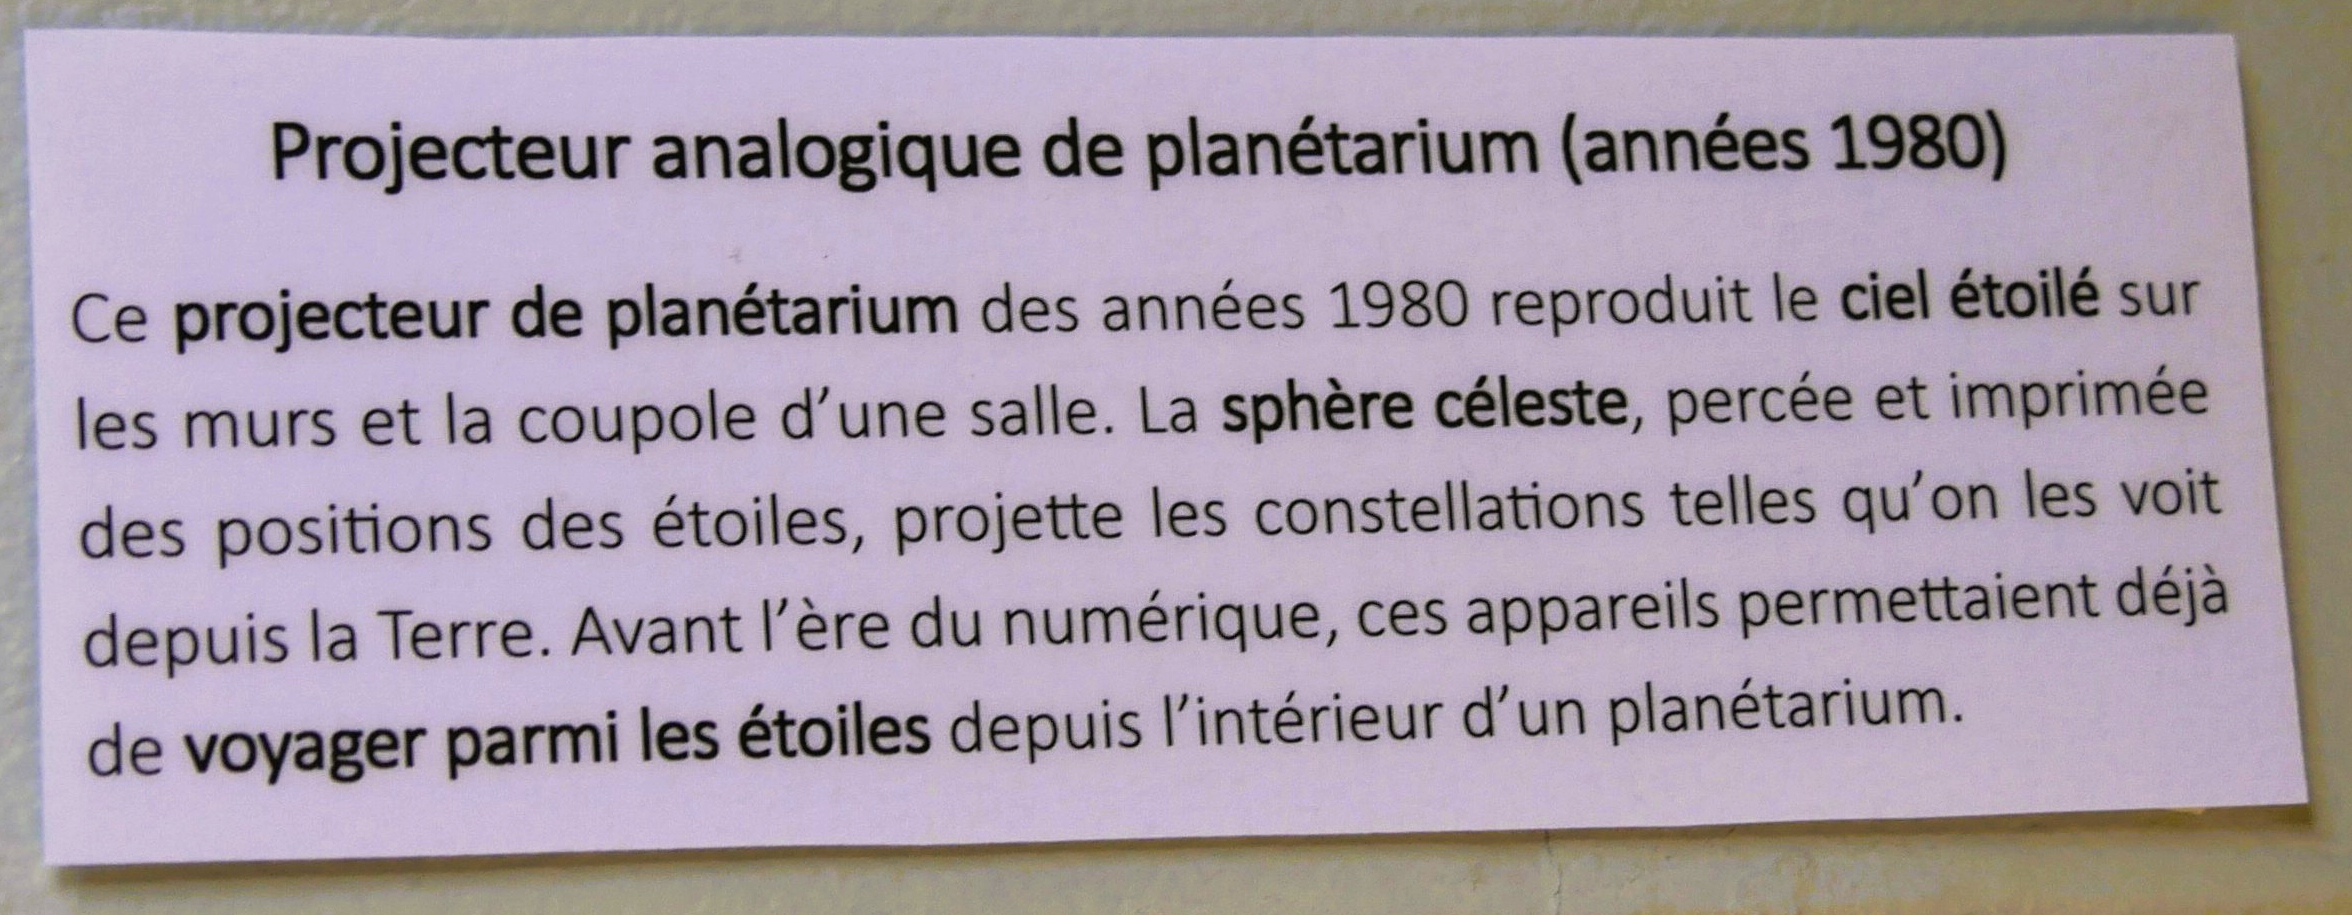 Projecteur analogique de planétarium (années 1980)
Ce projecteur de planétarium des années 1980 reproduit le ciel étoilé sur
les murs et la coupole d’une salle. La sphère céleste, percée et imprimée
des positions des étoiles, projette les constellations telles qu’on les voit
depuis la Terre. Avant l’ère du numérique, ces appareils permettaient déjà
de voyager parmi les étoiles depuis l’intérieur d’un planétarium.